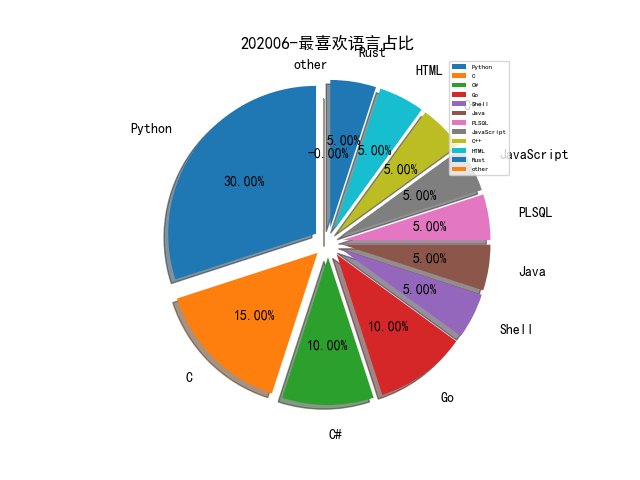 202006-最喜欢语言占比
Rust
other
HTML
Python
JavaScript
PLSQL
Java
Shell
Go
C#
C
30.00%
15.00%
10.00%
10.00%
5.00%
5.00%
5.00%
5.00%
5.00%
5.00%
5.00%
-0.00%
Python
C
C#
Go
Shell
Java
PLSQL
JavaScript
C++
HTML
Rust
other